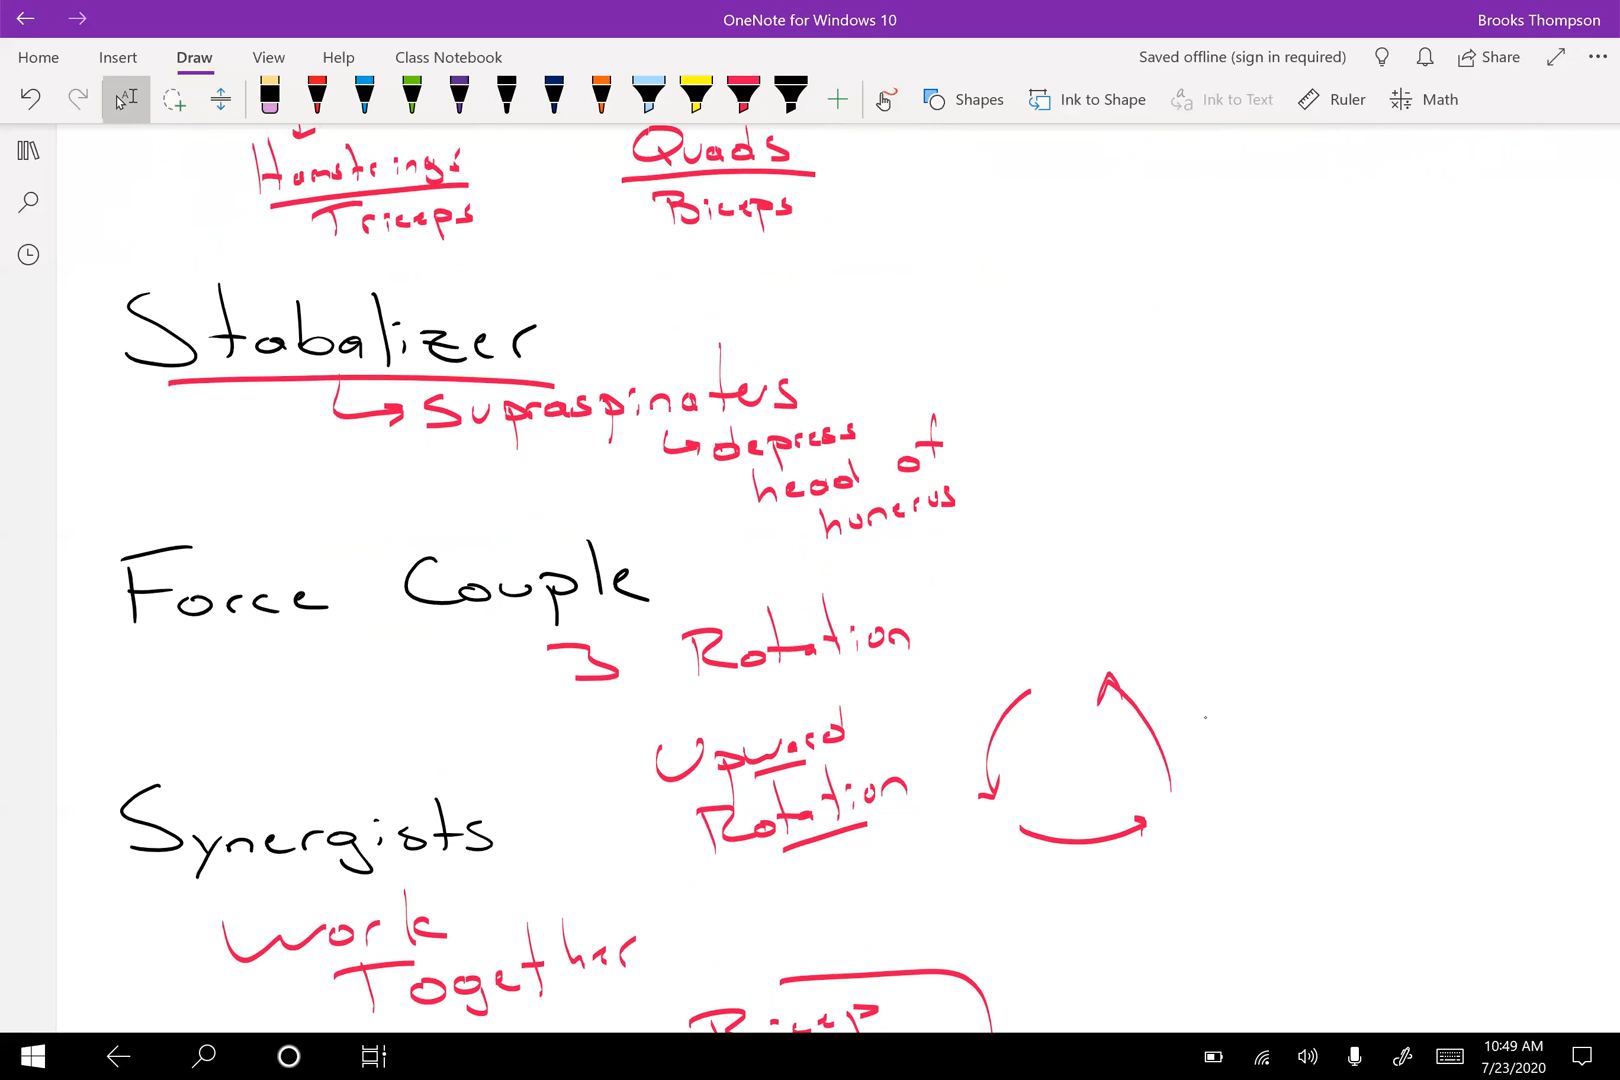 OneNote for Windows 10
Brooks Thompson
Home Insert Draw View Help Class Notebook
Saved offline (sign in required) Share
Shapes Ink to Shape Ink to Text Ruler Math
Hamstrings Quads
Triceps Biceps
Stabalizer
Supraspinaters
depress
head of
humerus
Force Couple
Rotation
Upward
Rotation
Synergists
Work
Together
Bicep
10:49 AM
7/23/2020